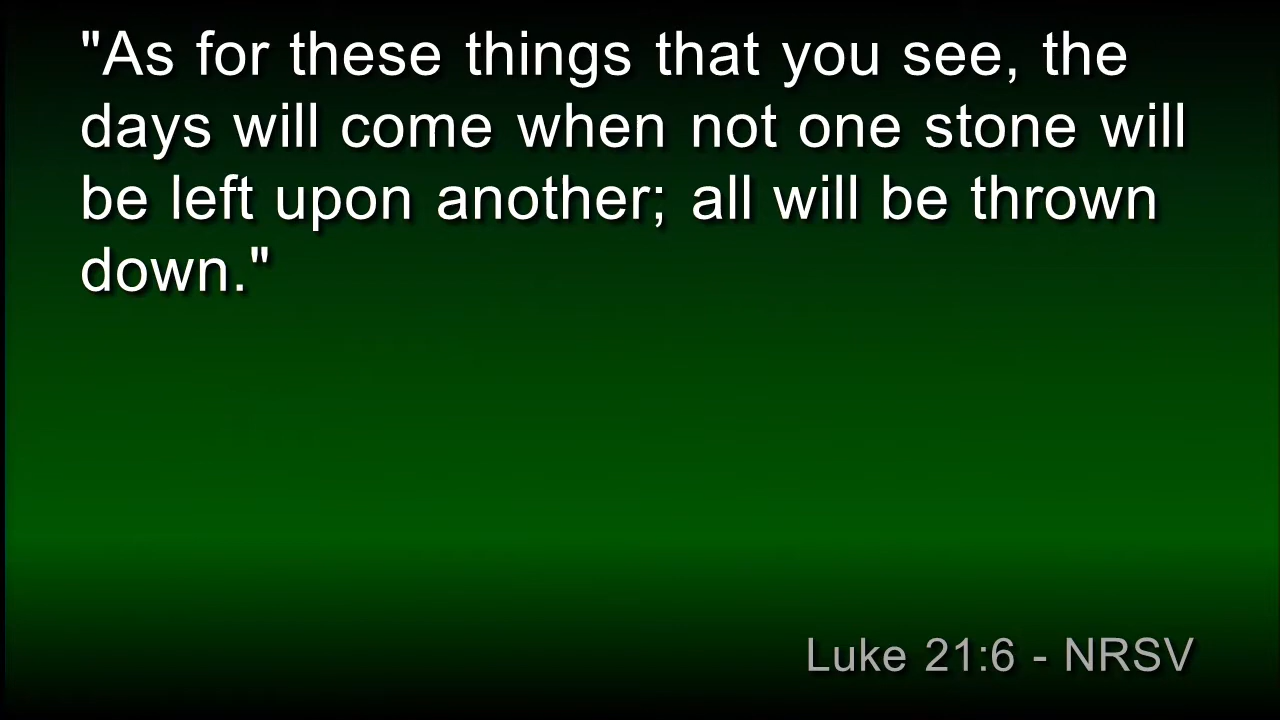 "As for these things that you see, the
days will come when not one stone will
be left upon another; all will be thrown
down."
Luke 21:6 - NRSV